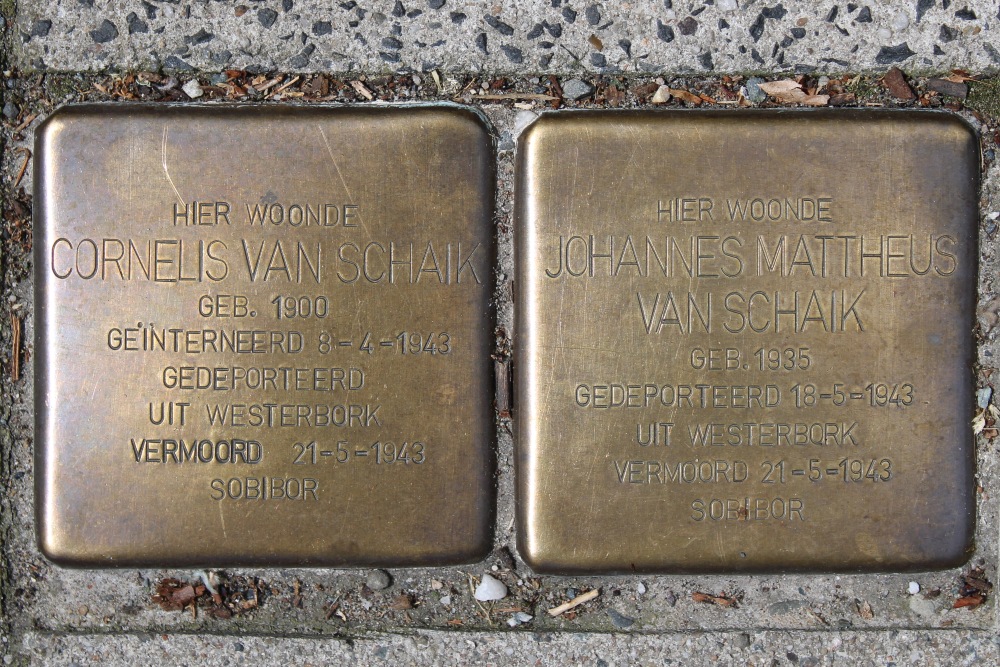 HIER WOONDE
CORNELIS VAN SCHAIK
GEB. 1900
GEÏNTERNEERD 8-4-1943
GEDEPORTEERD
UIT WESTERBORK
VERMOORD 21-5-1943
SOBIBOR
HIER WOONDE
JOHANNES MATTHEUS
VAN SCHAIK
GEB. 1935
GEDEPORTEERD 18-5-1943
UIT WESTERBORK
VERMOORD 21-5-1943
SOBIBOR